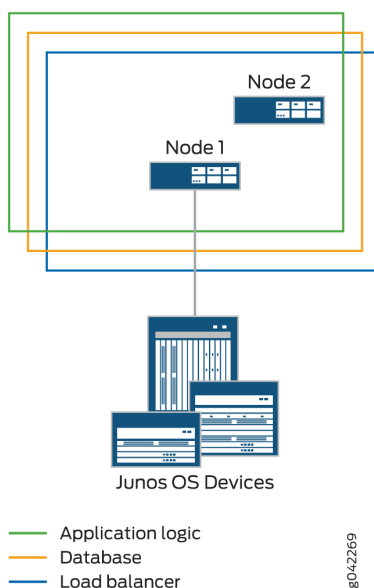 Node 2
Node 1
Junos OS Devices
Application logic
Database
Load balancer
g042269